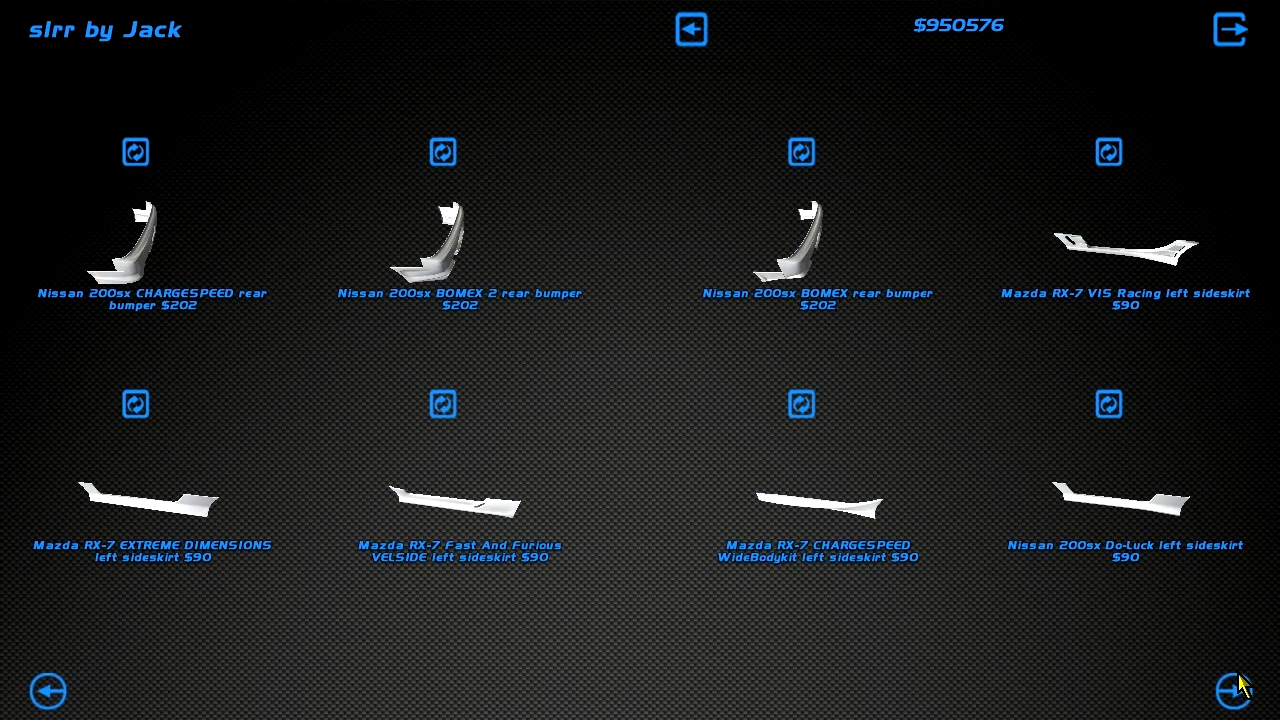 slrr by Jack
$950576
Nissan 200sx CHARGESPEED rear
bumper $202
Nissan 200sx BOMEX 2 rear bumper
$202
Nissan 200sx BOMEX rear bumper
$202
Mazda RX-7 VIS Racing left sideskirt
$90
Mazda RX-7 EXTREME DIMENSIONS
left sideskirt $90
Mazda RX-7 Fast And Furious
VELSIDE left sideskirt $90
Mazda RX-7 CHARGESPEED
WideBodykit left sideskirt $90
Nissan 200sx Do-Luck left sideskirt
$90